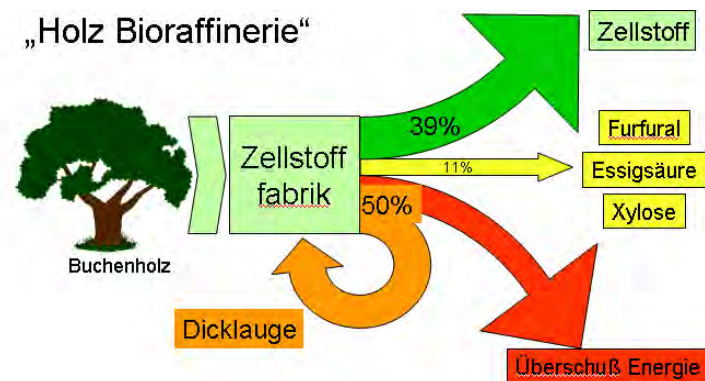 „Holz Bioraffinerie“
Zellstoff
39%
Furfural
Zellstoff
fabrik
11%
Essigsäure
50%
Xylose
Buchenholz
Dicklauge
Überschuß Energie